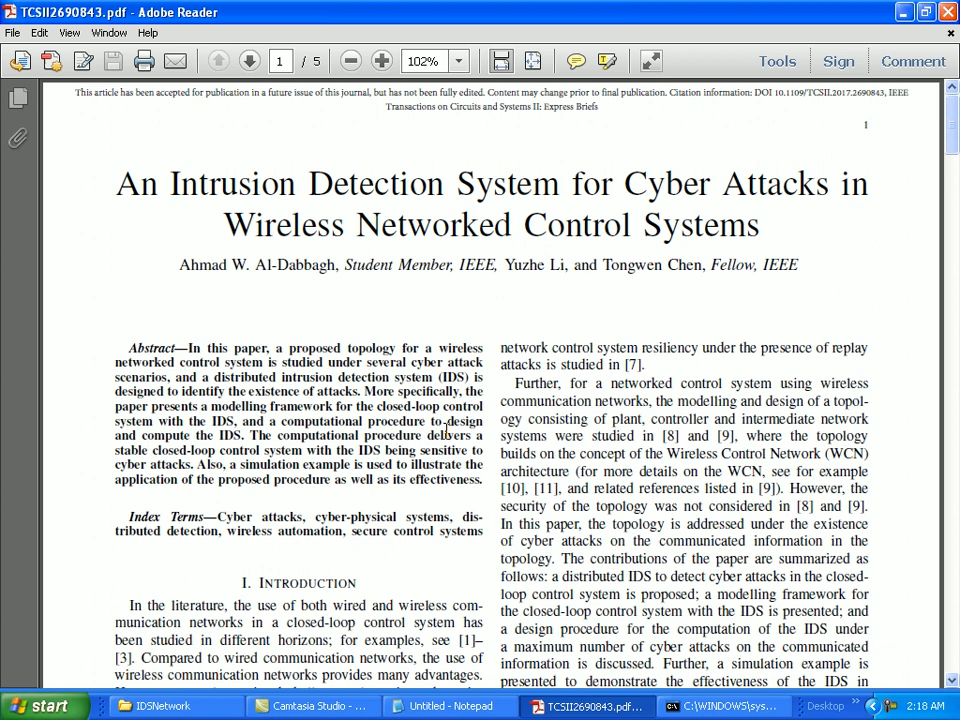 TCSII2690843.pdf - Adobe Reader
File Edit View Window Help
1 / 5 102% Tools Sign Comment
This article has been accepted for publication in a future issue of this journal, but has not been fully edited. Content may change prior to final publication. Citation information: DOI 10.1109/TCSII.2017.2690843, IEEE
Transactions on Circuits and Systems II: Express Briefs
1
An Intrusion Detection System for Cyber Attacks in
Wireless Networked Control Systems
Ahmad W. Al-Dabbagh, Student Member, IEEE, Yuzhe Li, and Tongwen Chen, Fellow, IEEE
Abstract—In this paper, a proposed topology for a wireless
networked control system is studied under several cyber attack
scenarios, and a distributed intrusion detection system (IDS) is
designed to identify the existence of attacks. More specifically, the
paper presents a modelling framework for the closed-loop control
system with the IDS, and a computational procedure to design
and compute the IDS. The computational procedure delivers a
stable closed-loop control system with the IDS being sensitive to
cyber attacks. Also, a simulation example is used to illustrate the
application of the proposed procedure as well as its effectiveness.
Index Terms—Cyber attacks, cyber-physical systems, dis-
tributed detection, wireless automation, secure control systems
I. INTRODUCTION
In the literature, the use of both wired and wireless com-
munication networks in a closed-loop control system has
been studied in different horizons; for examples, see [1]–
[3]. Compared to wired communication networks, the use of
wireless communication networks provides many advantages.
network control system resiliency under the presence of replay
attacks is studied in [7].
Further, for a networked control system using wireless
communication networks, the modelling and design of a topol-
ogy consisting of plant, controller and intermediate network
systems were studied in [8] and [9], where the topology
builds on the concept of the Wireless Control Network (WCN)
architecture (for more details on the WCN, see for example
[10], [11], and related references listed in [9]). However, the
security of the topology was not considered in [8] and [9].
In this paper, the topology is addressed under the existence
of cyber attacks on the communicated information in the
topology. The contributions of the paper are summarized as
follows: a distributed IDS to detect cyber attacks in the closed-
loop control system is proposed; a modelling framework for
the closed-loop control system with the IDS is presented; and
a design procedure for the computation of the IDS under
a maximum number of cyber attacks on the communicated
information is discussed. Further, a simulation example is
presented to demonstrate the effectiveness of the IDS in
start IDSNetwork Camtasia Studio - ... Untitled - Notepad TCSII2690843.pdf... C:\WINDOWS\sys... Desktop 2:18 AM